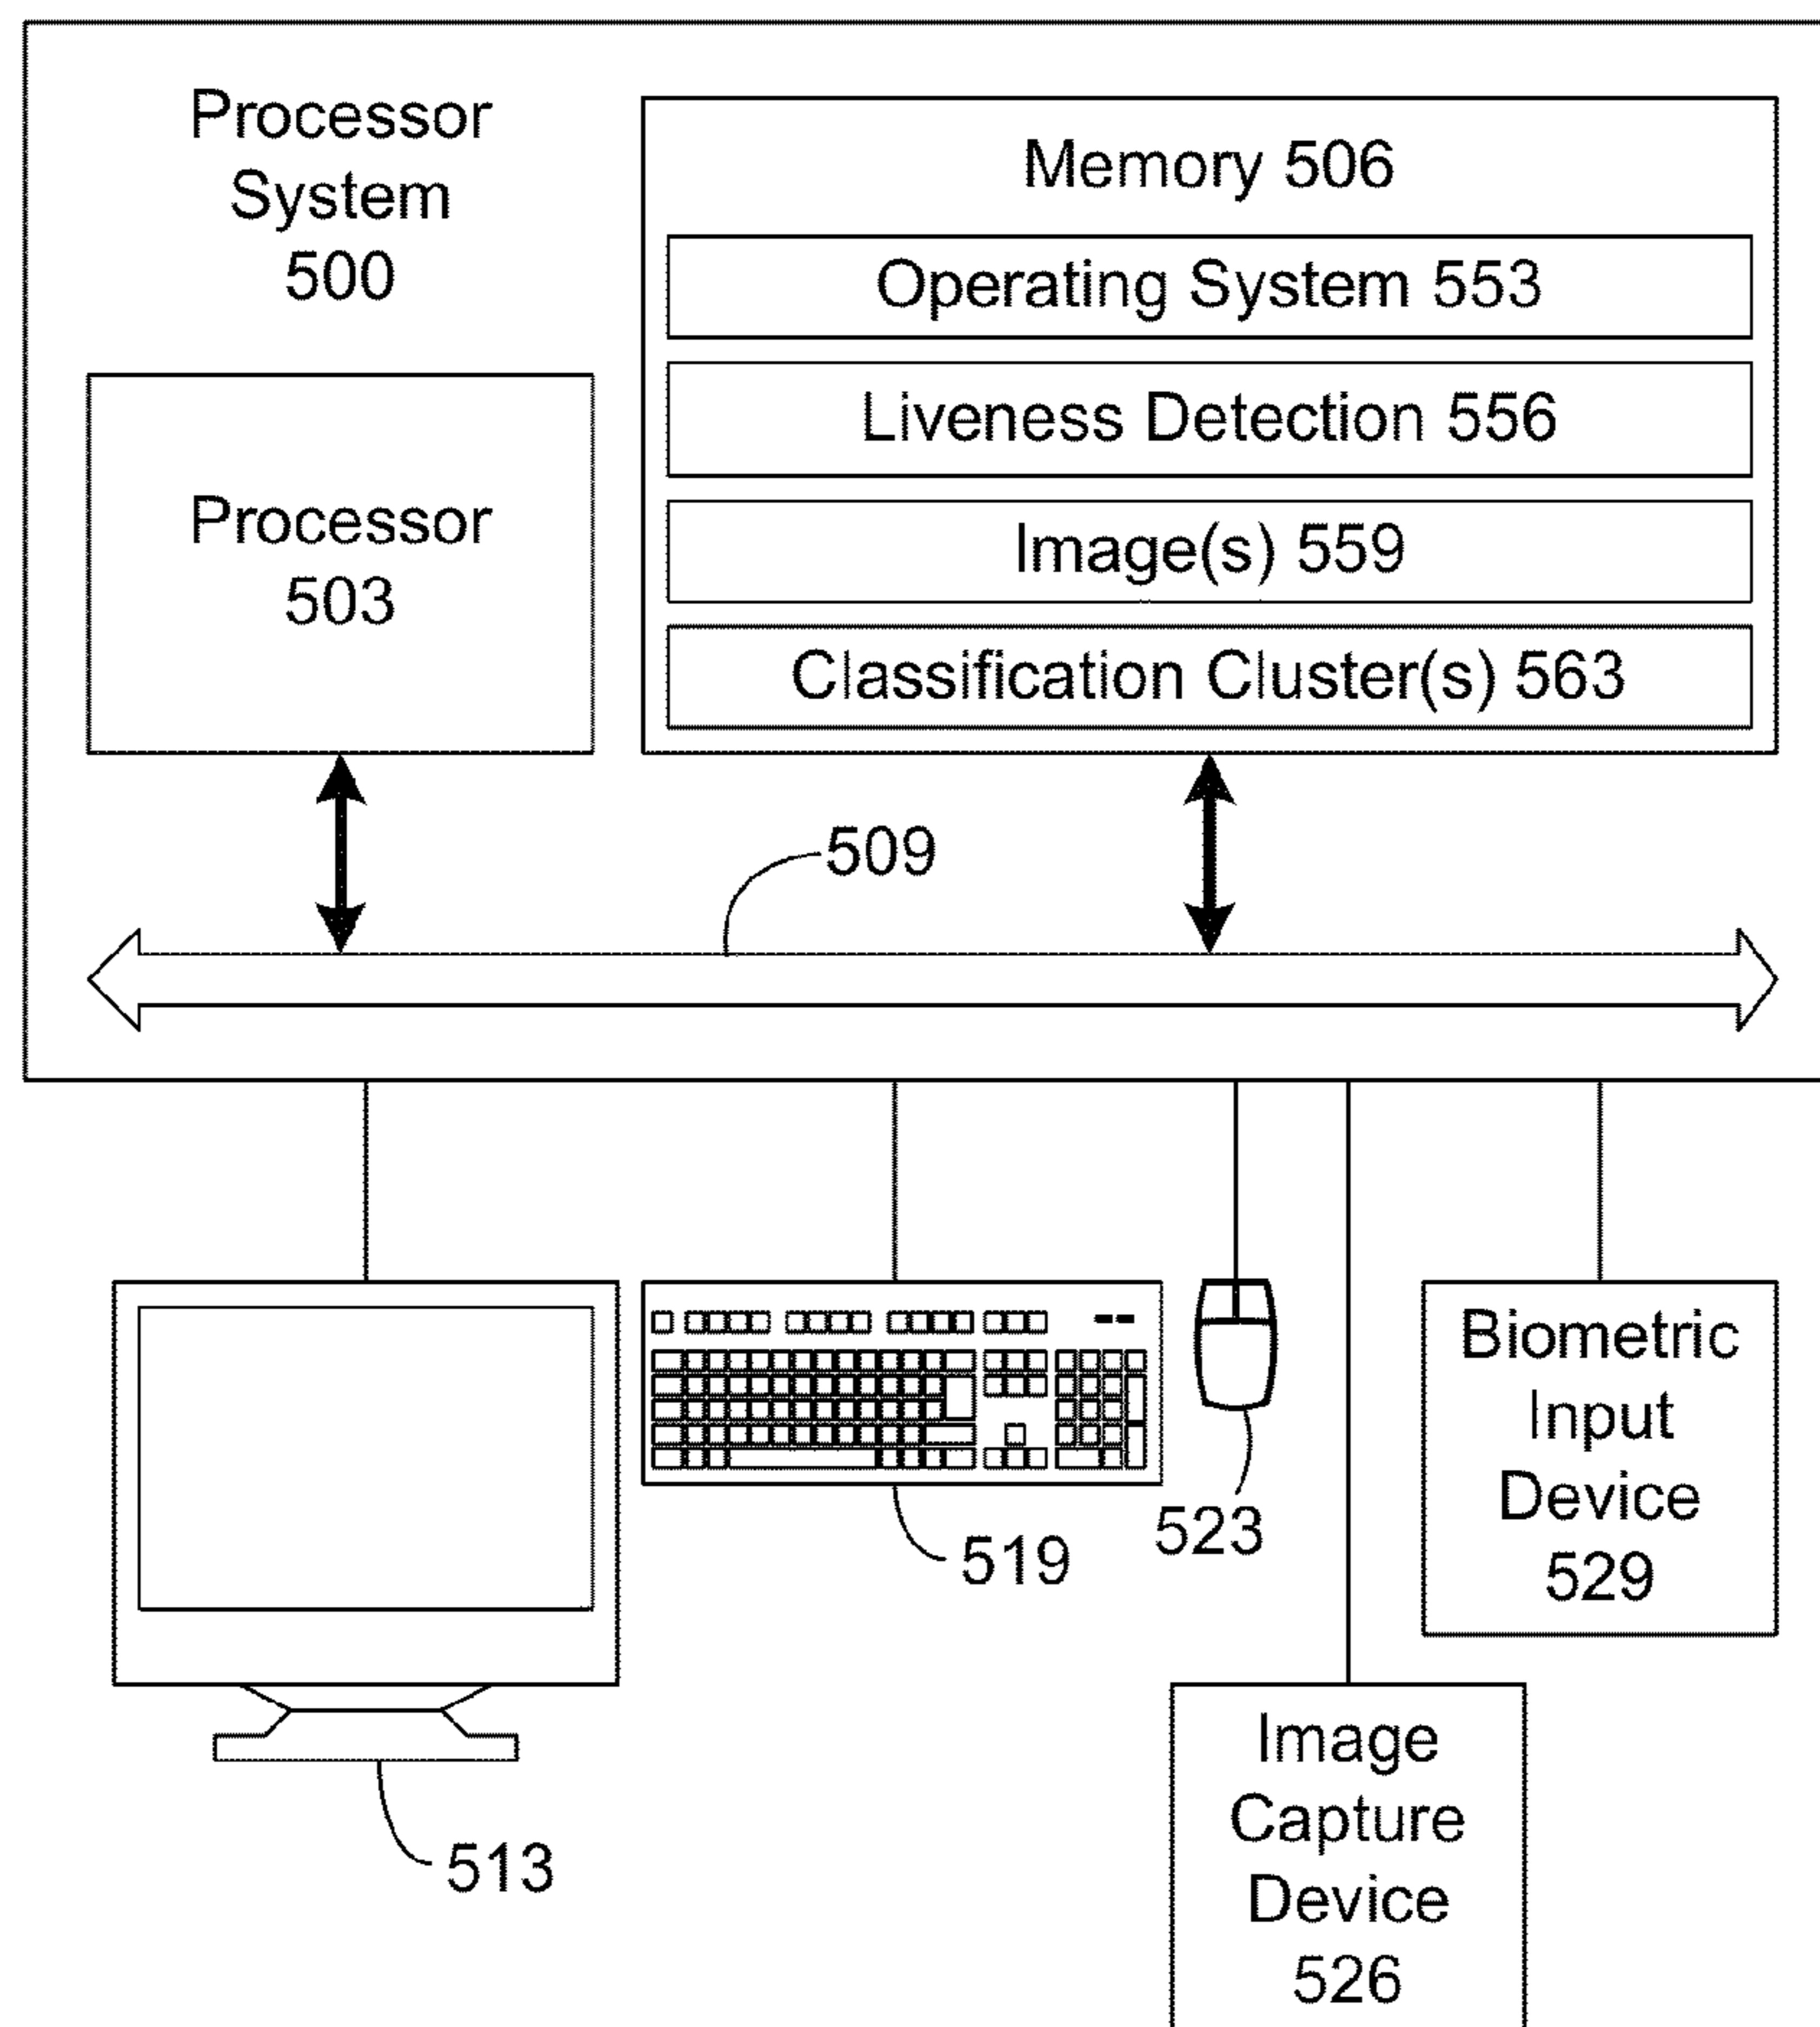 Processor
System
500
Memory 506
Operating System 553
Liveness Detection 556
Image(s) 559
Classification Cluster(s) 563
Processor
503
509
Biometric
Input
Device
529
523
519
Image
Capture
Device
526
513